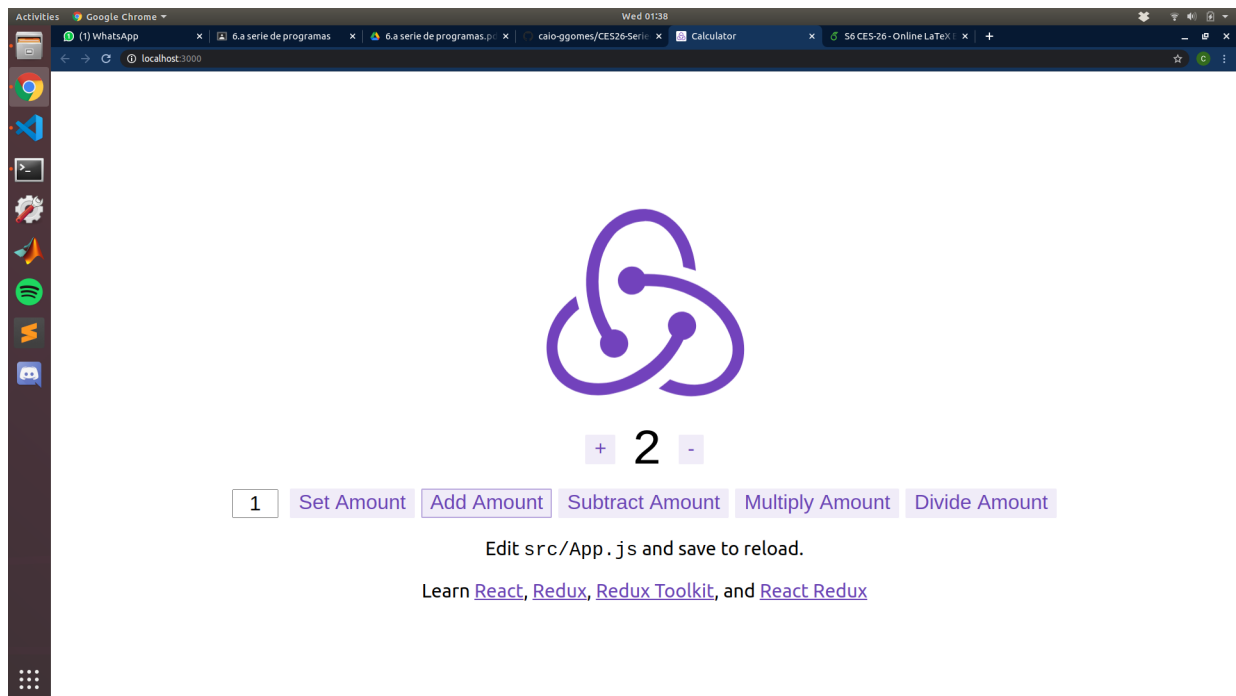 Activities Google Chrome Wed 01:38
(1) WhatsApp 6.a serie de programas 6.a serie de programas.pd caio-ggomes/CES26-Serie Calculator S6 CES-26 - Online LaTeX E
localhost:3000 C
+ 2 -
1 Set Amount Add Amount Subtract Amount Multiply Amount Divide Amount
Edit src/App.js and save to reload.
Learn React, Redux, Redux Toolkit, and React Redux